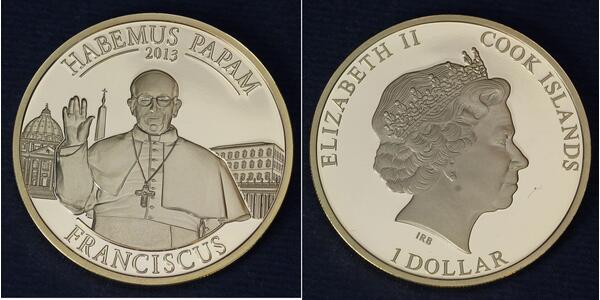 HABEMUS PAPAM
2013
FRANCISCUS
ELIZABETH II
COOK ISLANDS
IRB
1 DOLLAR